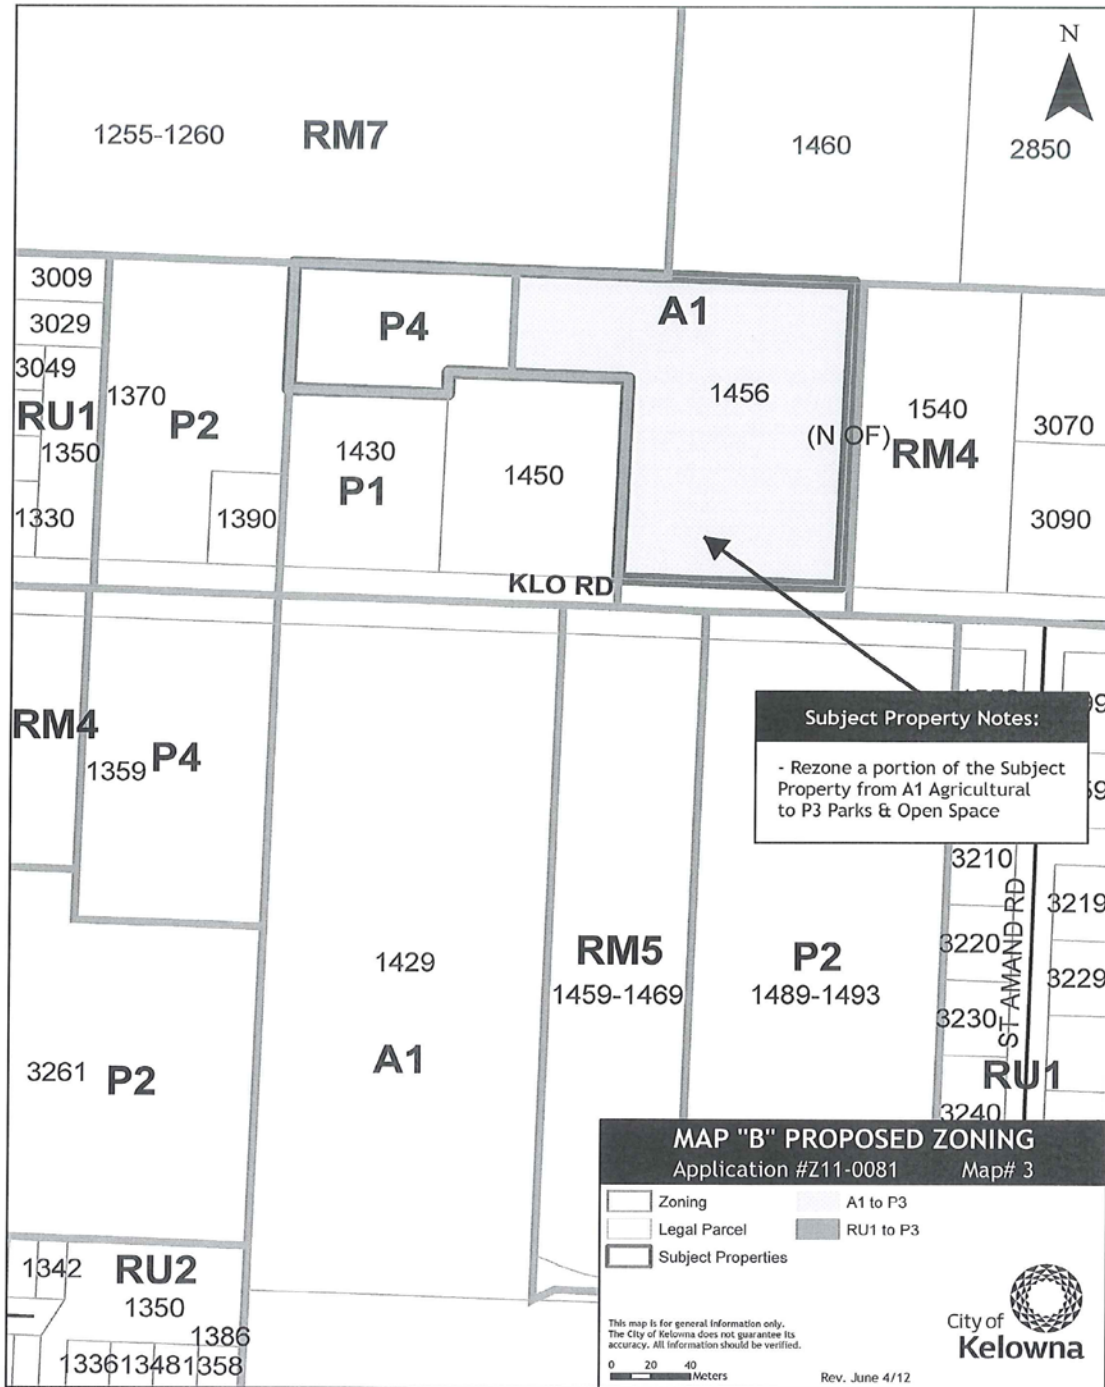 N
1255-1260 RM7
1460
2850
3009
3029
3049
RU1
1350
1330
1370
P2
1390
P4
1430
P1
1450
A1
1456
(N OF)
1540
RM4
3070
3090
KLO RD
RM4
1359 P4
Subject Property Notes:
- Rezone a portion of the Subject
Property from A1 Agricultural
to P3 Parks & Open Space
3210
3220
3230
3240
ST AMAND RD
3219
3229
RU1
1429
A1
RM5
1459-1469
P2
1489-1493
3261 P2
1342
RU2
1350
1386
1336 1348 1358
MAP "B" PROPOSED ZONING
Application #Z11-0081 Map# 3
Zoning
Legal Parcel
Subject Properties
A1 to P3
RU1 to P3
This map is for general information only.
The City of Kelowna does not guarantee its
accuracy. All information should be verified.
0 20 40
Meters
Rev. June 4/12
City of
Kelowna